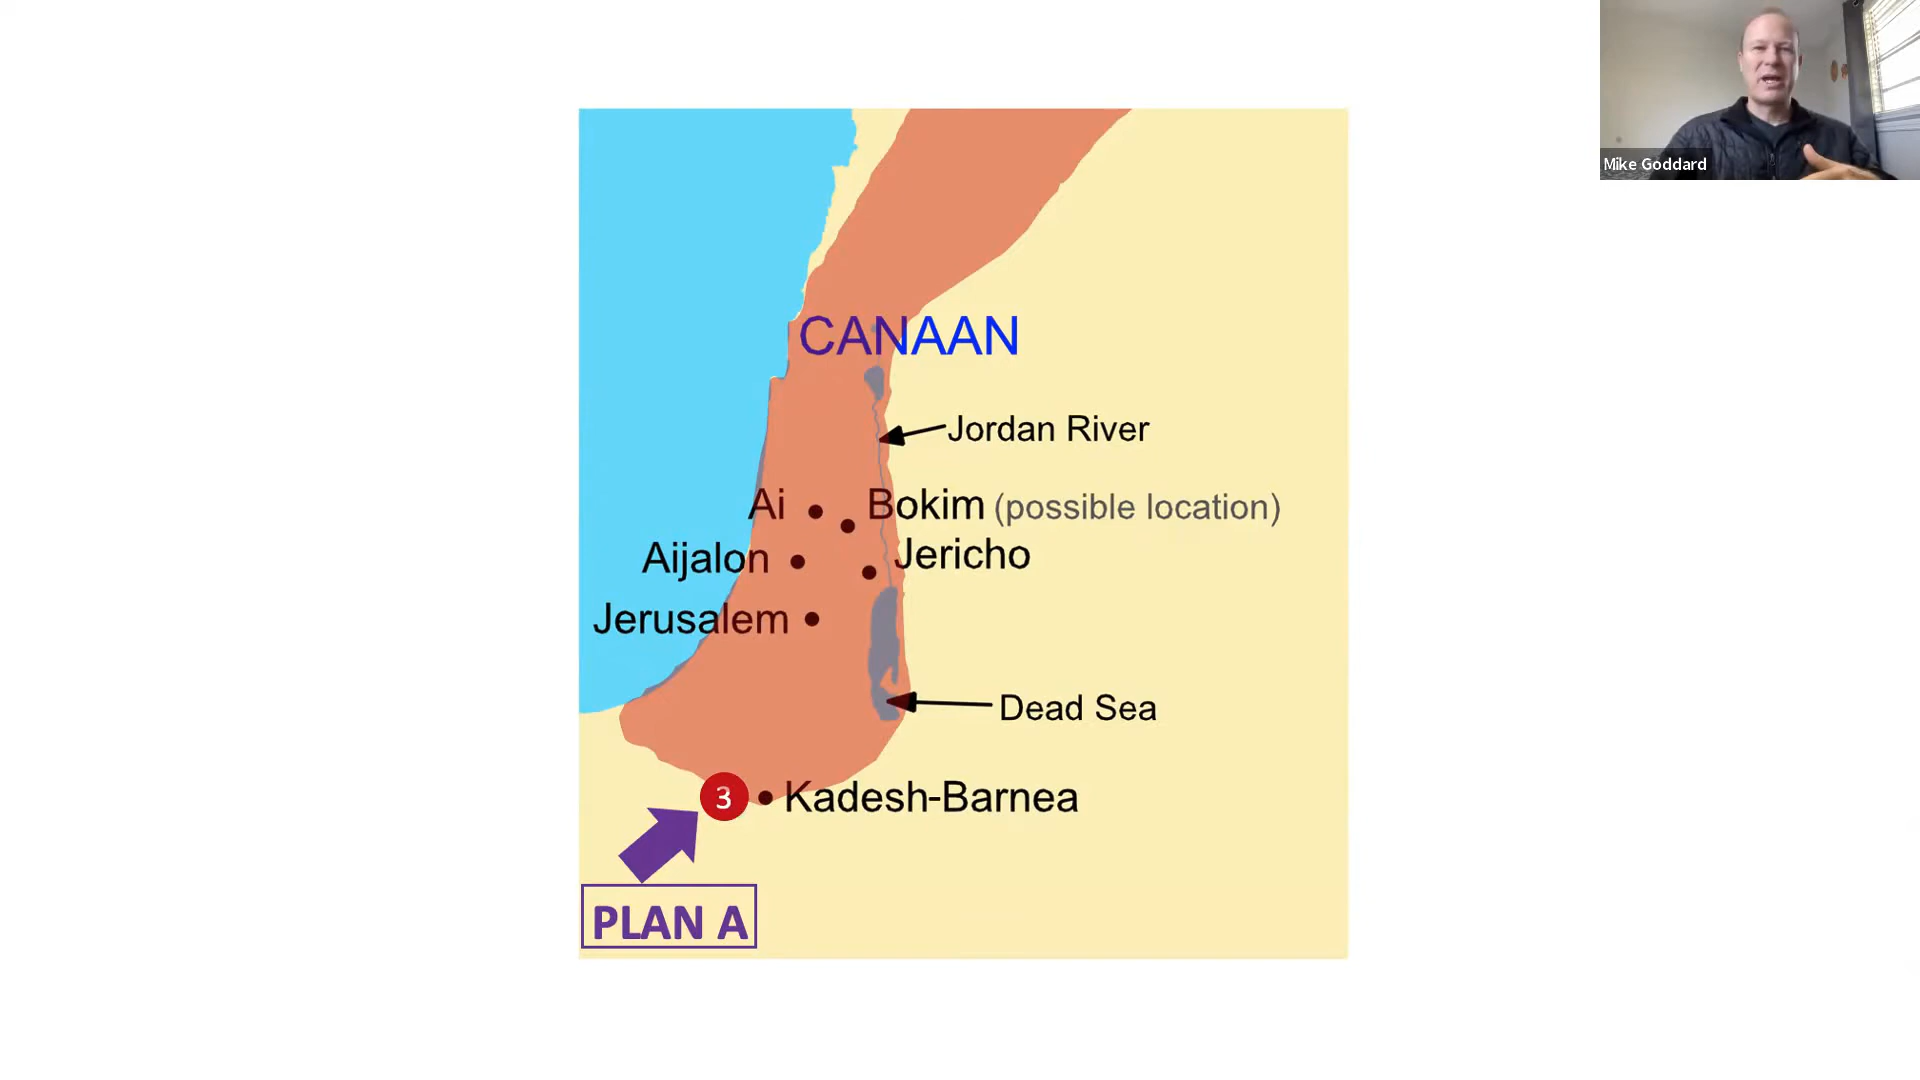 Mike Goddard
CANAAN
Jordan River
Ai
Bokim (possible location)
Aijalon
Jericho
Jerusalem
Dead Sea
3
Kadesh-Barnea
PLAN A